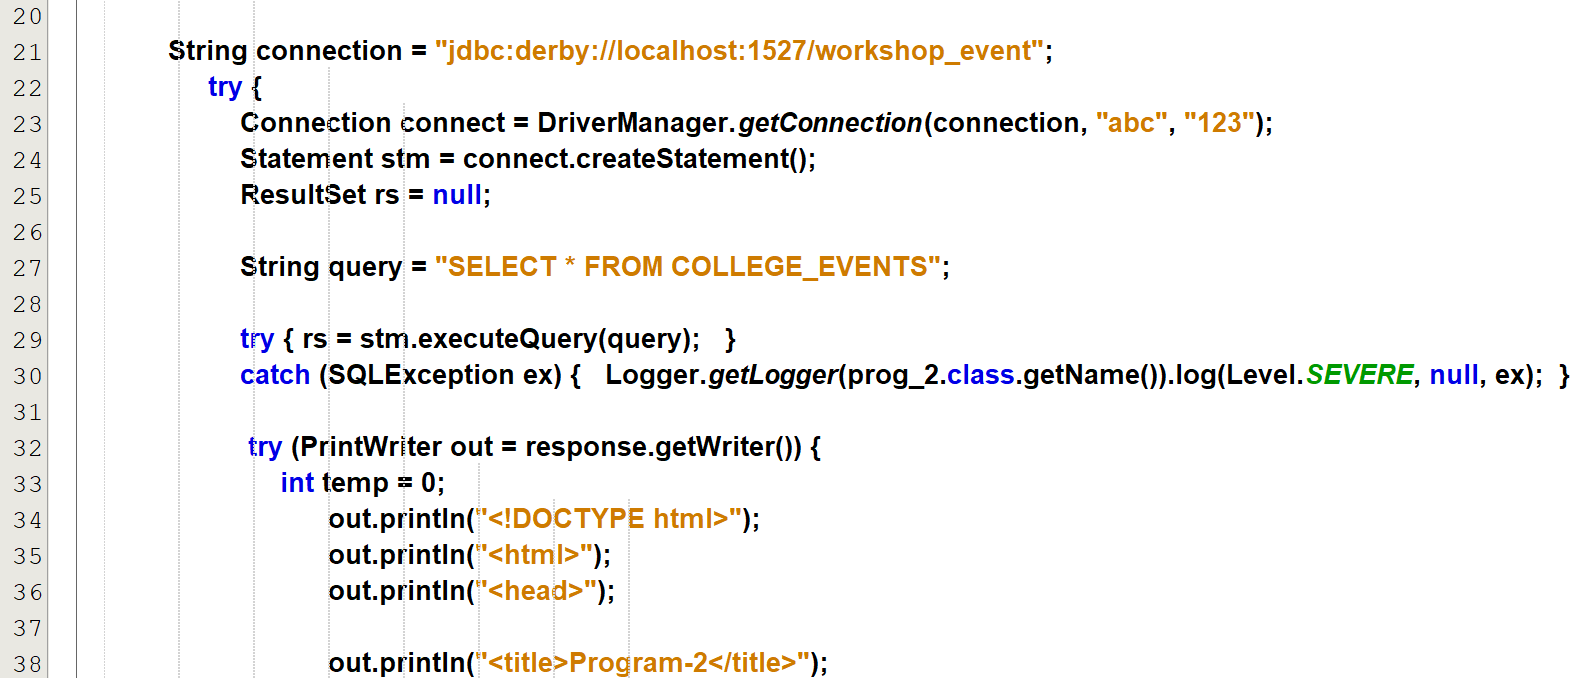 20
21 String connection = "jdbc:derby://localhost:1527/workshop_event";
22 try {
23 Connection connect = DriverManager.getConnection(connection, "abc", "123");
24 Statement stm = connect.createStatement();
25 ResultSet rs = null;
26
27 String query = "SELECT * FROM COLLEGE_EVENTS";
28
29 try { rs = stm.executeQuery(query);   }
30 catch (SQLException ex) {   Logger.getLogger(prog_2.class.getName()).log(Level.SEVERE, null, ex);  }
31
32 try (PrintWriter out = response.getWriter()) {
33 int temp = 0;
34 out.println("<!DOCTYPE html>");
35 out.println("<html>");
36 out.println("<head>");
37
38 out.println("<title>Program-2</title>");